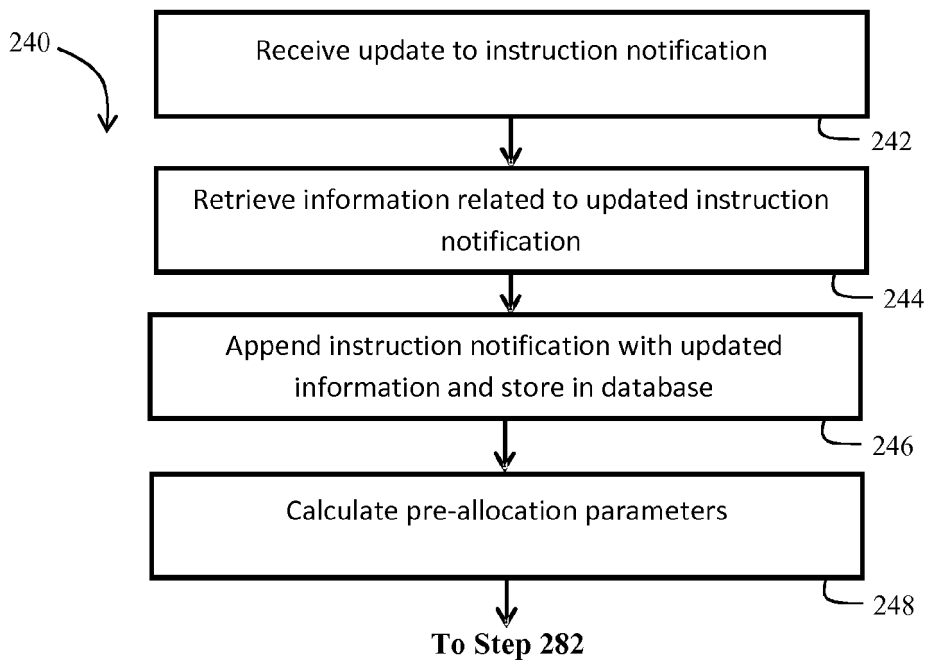 240
Receive update to instruction notification
242
Retrieve information related to updated instruction
notification
244
Append instruction notification with updated
information and store in database
246
Calculate pre-allocation parameters
248
To Step 282